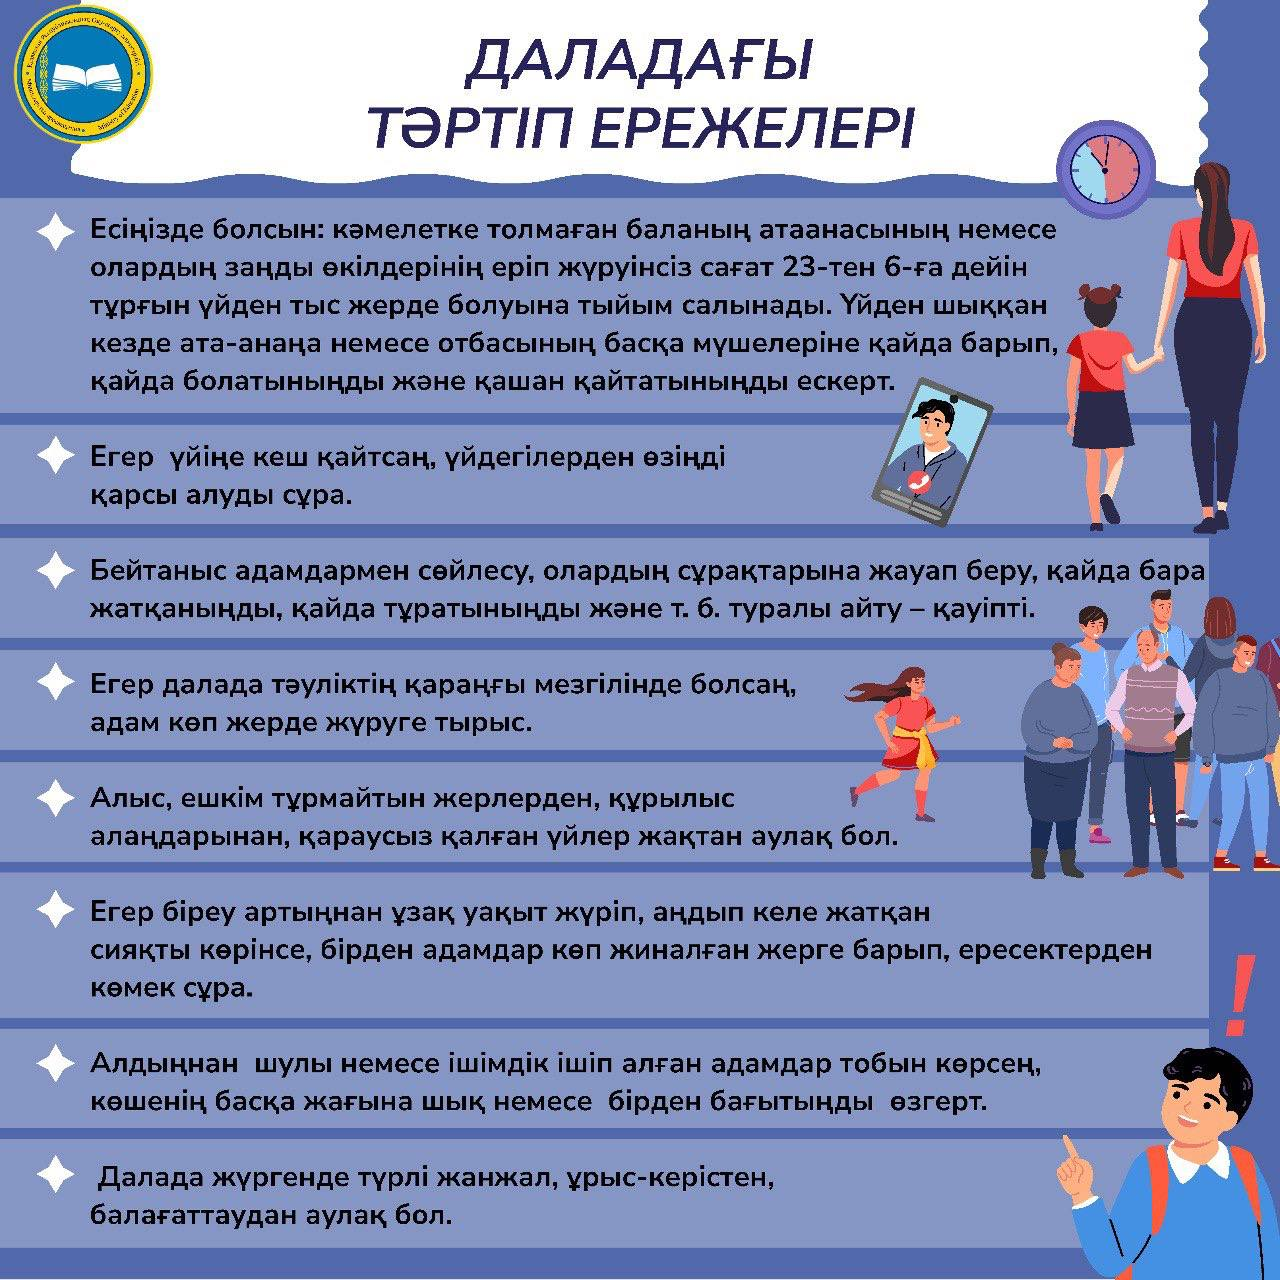 ДАЛАДАҒЫ
ТӘРТІП ЕРЕЖЕЛЕРІ
Есіңізде болсын: кәмелетке толмаған баланың атаанасының немесе
олардың заңды өкілдерінің еріп жүруінсіз сағат 23-тен 6-ға дейін
тұрғын үйден тыс жерде болуына тыйым салынады. Үйден шыққан
кезде ата-анаңа немесе отбасының басқа мүшелеріне қайда барып,
қайда болатыныңды және қашан қайтатыныңды ескерт.
Егер үйіңе кеш қайтсаң, үйдегілерден өзіңді
қарсы алуды сұра.
Бейтаныс адамдармен сөйлесу, олардың сұрақтарына жауап беру, қайда бара
жатқаныңды, қайда тұратыныңды және т. б. туралы айту – қауіпті.
Егер далада тәуліктің қараңғы мезгілінде болсаң,
адам көп жерде жүруге тырыс.
Алыс, ешкім тұрмайтын жерлерден, құрылыс
алаңдарынан, қараусыз қалған үйлер жақтан аулақ бол.
Егер біреу артыңнан ұзақ уақыт жүріп, аңдып келе жатқан
сияқты көрінсе, бірден адамдар көп жиналған жерге барып, ересектерден
көмек сұра.
Алдыңнан шулы немесе ішімдік ішіп алған адамдар тобын көрсең,
көшенің басқа жағына шық немесе бірден бағытыңды өзгерт.
Далада жүргенде түрлі жанжал, ұрыс-керістен,
балағаттаудан аулақ бол.